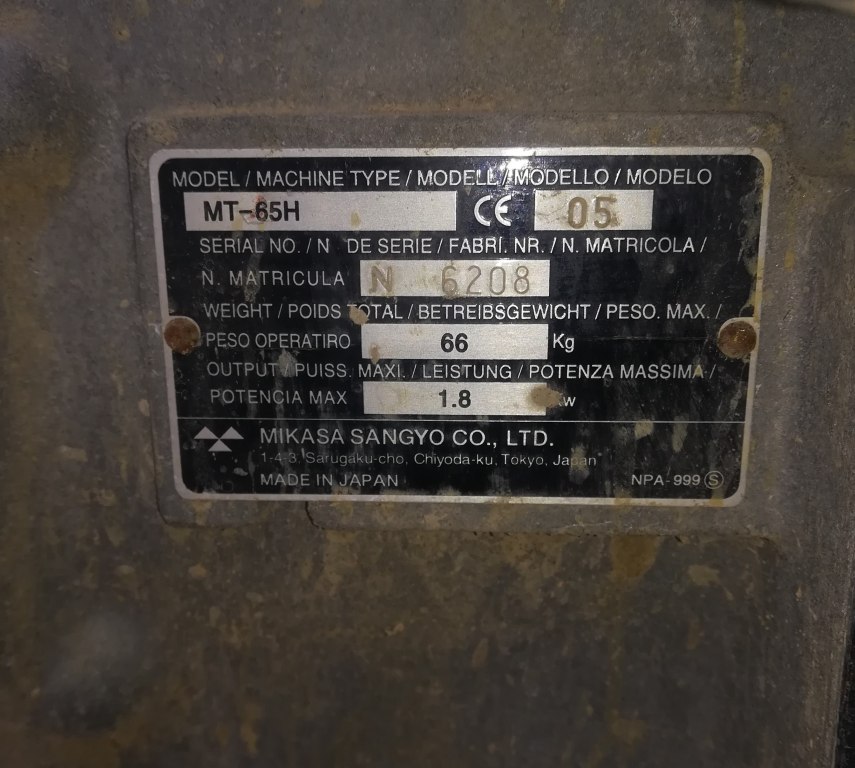 MODEL / MACHINE TYPE / MODELL / MODELLO / MODELO
MT-65H CE 05
SERIAL NO. / N DE SERIE / FABRI. NR. / N. MATRICOLA /
N. MATRICULA N 6208
WEIGHT / POIDS TOTAL / BETREIBSGEWICHT / PESO. MAX. /
PESO OPERATIRO 66 Kg
OUTPUT / PUISS. MAXI. / LEISTUNG / POTENZA MASSIMA /
POTENCIA MAX 1.8 Kw
MIKASA SANGYO CO., LTD.
1-4-3, Sarugaku-cho, Chiyoda-ku, Tokyo, Japan
MADE IN JAPAN NPA-999 Ⓢ